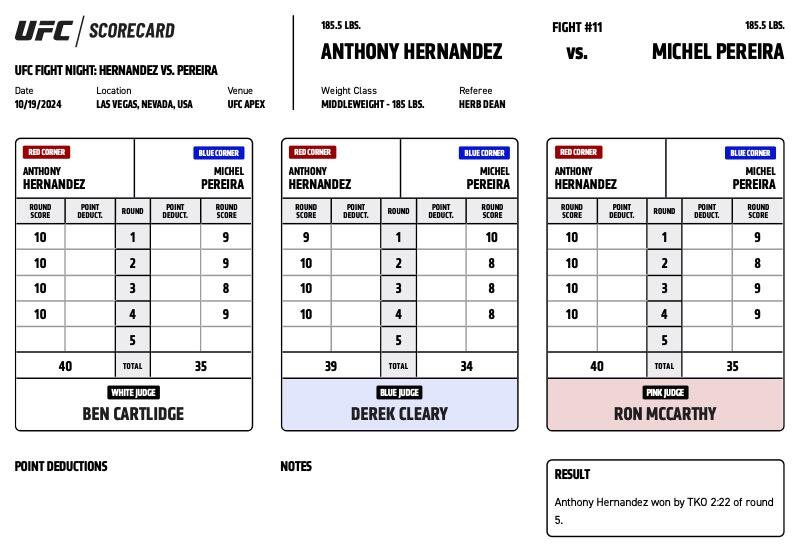 UFC / SCORECARD
UFC FIGHT NIGHT: HERNANDEZ VS. PEREIRA
Date Location Venue
10/19/2024 LAS VEGAS, NEVADA, USA UFC APEX
185.5 LBS. FIGHT #11 185.5 LBS.
ANTHONY HERNANDEZ VS. MICHEL PEREIRA
Weight Class Referee
MIDDLEWEIGHT - 185 LBS. HERB DEAN
RED CORNER BLUE CORNER
ANTHONY MICHEL
HERNANDEZ PEREIRA
ROUND POINT ROUND POINT ROUND
SCORE DEDUCT. DEDUCT. SCORE
10 1 9
10 2 9
10 3 8
10 4 9
5
40 TOTAL 35
WHITE JUDGE
BEN CARTLIDGE
RED CORNER BLUE CORNER
ANTHONY MICHEL
HERNANDEZ PEREIRA
ROUND POINT ROUND POINT ROUND
SCORE DEDUCT. DEDUCT. SCORE
9 1 10
10 2 8
10 3 8
10 4 8
5
39 TOTAL 34
BLUE JUDGE
DEREK CLEARY
RED CORNER BLUE CORNER
ANTHONY MICHEL
HERNANDEZ PEREIRA
ROUND POINT ROUND POINT ROUND
SCORE DEDUCT. DEDUCT. SCORE
10 1 9
10 2 8
10 3 9
10 4 9
5
40 TOTAL 35
PINK JUDGE
RON MCCARTHY
POINT DEDUCTIONS
NOTES
RESULT
Anthony Hernandez won by TKO 2:22 of round
5.